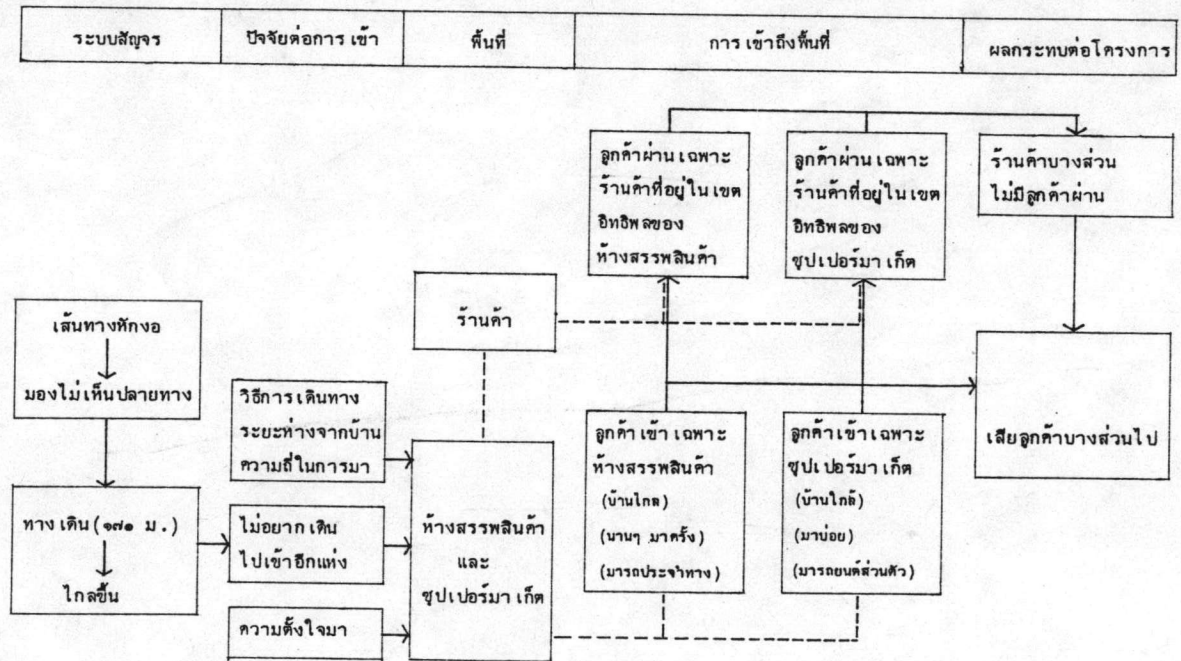 ระบบสัญจร
ปัจจัยต่อการเข้า
พื้นที่
การเข้าถึงพื้นที่
ผลกระทบต่อโครงการ
ลูกค้าผ่านเฉพาะ
ร้านค้าที่อยู่ในเขต
อิทธิพลของ
ห้างสรรพสินค้า
ลูกค้าผ่านเฉพาะ
ร้านค้าที่อยู่ในเขต
อิทธิพลของ
ซุปเปอร์มาเก็ต
ร้านค้าบางส่วน
ไม่มีลูกค้าผ่าน
ร้านค้า
เส้นทางหักงอ
มองไม่เห็นปลายทาง
วิธีการเดินทาง
ระยะห่างจากบ้าน
ความถี่ในการมา
ลูกค้าเข้าเฉพาะ
ห้างสรรพสินค้า
(บ้านไกล)
(นานๆ มาครั้ง)
(มารถประจำทาง)
ลูกค้าเข้าเฉพาะ
ซุปเปอร์มาเก็ต
(บ้านใกล้)
(มาบ่อย)
(มารถยนต์ส่วนตัว)
เสียลูกค้าบางส่วนไป
ทางเดิน(๑๗๑ ม.)
ไกลขึ้น
ไม่อยากเดิน
ไปเข้าอีกแห่ง
ห้างสรรพสินค้า
และ
ซุปเปอร์มาเก็ต
ความตั้งใจมา